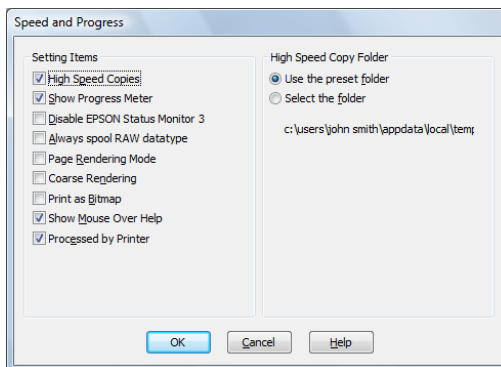 Speed and Progress
Setting Items
High Speed Copies
Show Progress Meter
Disable EPSON Status Monitor 3
Always spool RAW datatype
Page Rendering Mode
Coarse Rendering
Print as Bitmap
Show Mouse Over Help
Processed by Printer
High Speed Copy Folder
Use the preset folder
Select the folder
c:\users\john smith\appdata\local\temp
OK
Cancel
Help